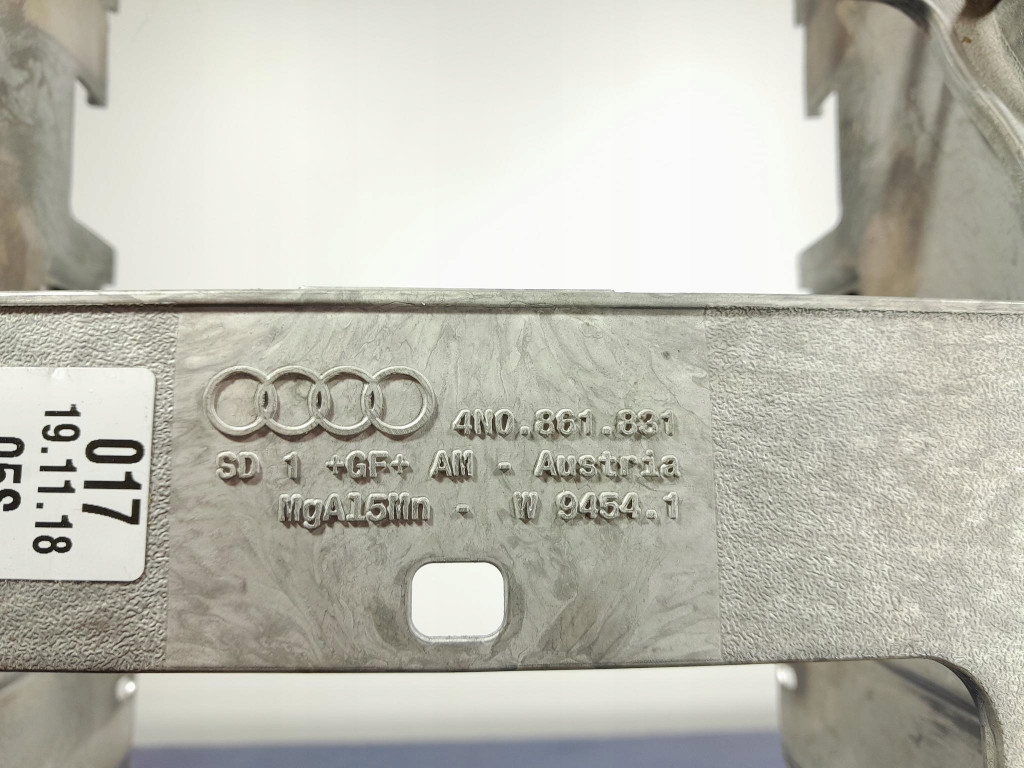 4N0.861.831
SD 1 +GF+ AM - Austria
MgAl5Mn - W 9454.1
017
19.11.18